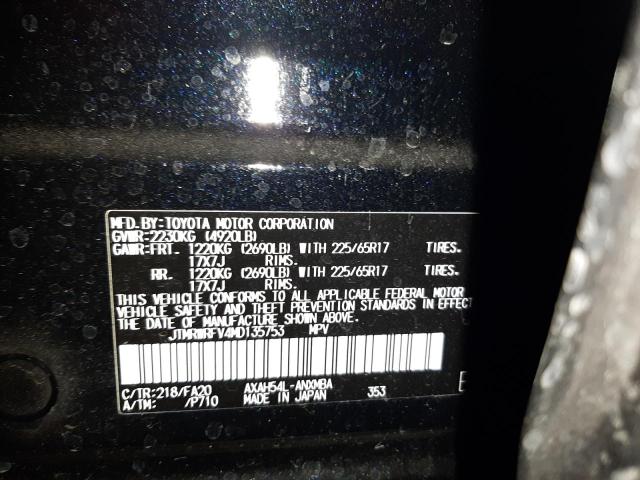 MFD.BY:TOYOTA MOTOR CORPORATION
GVWR:2230KG (4920LB)
GAWR:FRT. 1220KG (2690LB) WITH 225/65R17 TIRES.
17X7J RIMS.
RR. 1220KG (2690LB) WITH 225/65R17 TIRES.
17X7J RIMS.
THIS VEHICLE CONFORMS TO ALL APPLICABLE FEDERAL MOTOR
VEHICLE SAFETY AND THEFT PREVENTION STANDARDS IN EFFECT
THE DATE OF MANUFACTURE SHOWN ABOVE.
JTMRWRFV4MD135753 MPV
C/TR:218/FA20 AXAH54L-ANXMBA 353
A/TM: /P710 MADE IN JAPAN